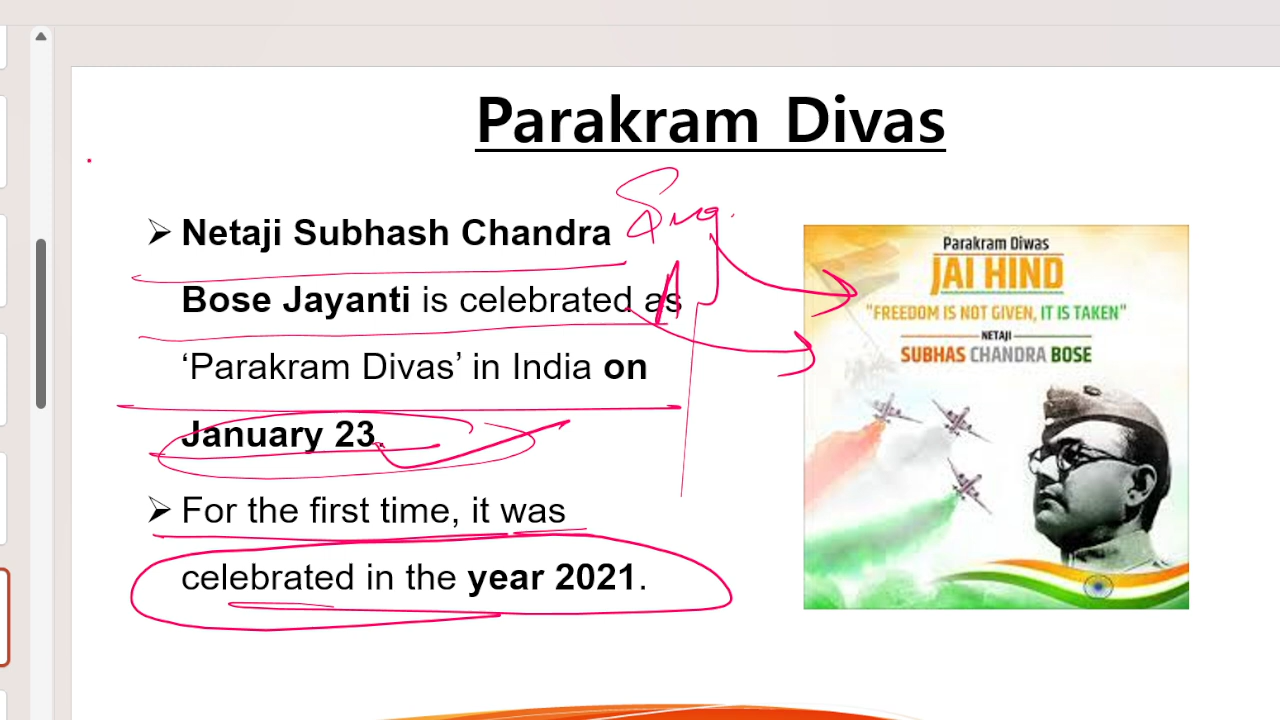 Parakram Divas
➢ Netaji Subhash Chandra
Bose Jayanti is celebrated as
‘Parakram Divas’ in India on
January 23.
➢ For the first time, it was
celebrated in the year 2021.
Parakram Diwas
JAI HIND
"FREEDOM IS NOT GIVEN, IT IS TAKEN"
NETAJI
SUBHAS CHANDRA BOSE